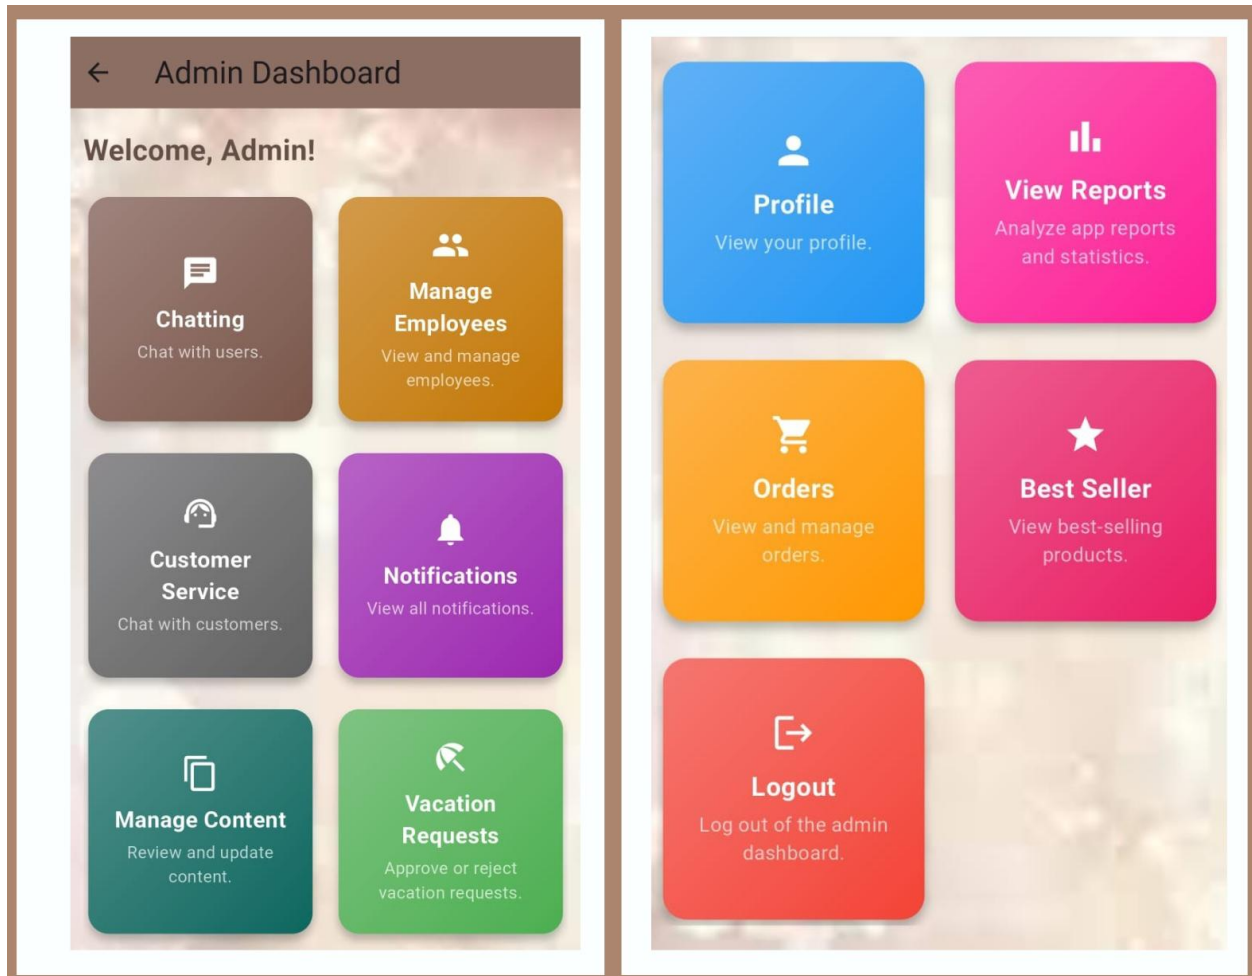 Admin Dashboard
Welcome, Admin!
Chatting
Chat with users.
Manage
Employees
View and manage
employees.
Customer
Service
Chat with customers.
Notifications
View all notifications.
Manage Content
Review and update
content.
Vacation
Requests
Approve or reject
vacation requests.
Profile
View your profile.
View Reports
Analyze app reports
and statistics.
Orders
View and manage
orders.
Best Seller
View best-selling
products.
Logout
Log out of the admin
dashboard.